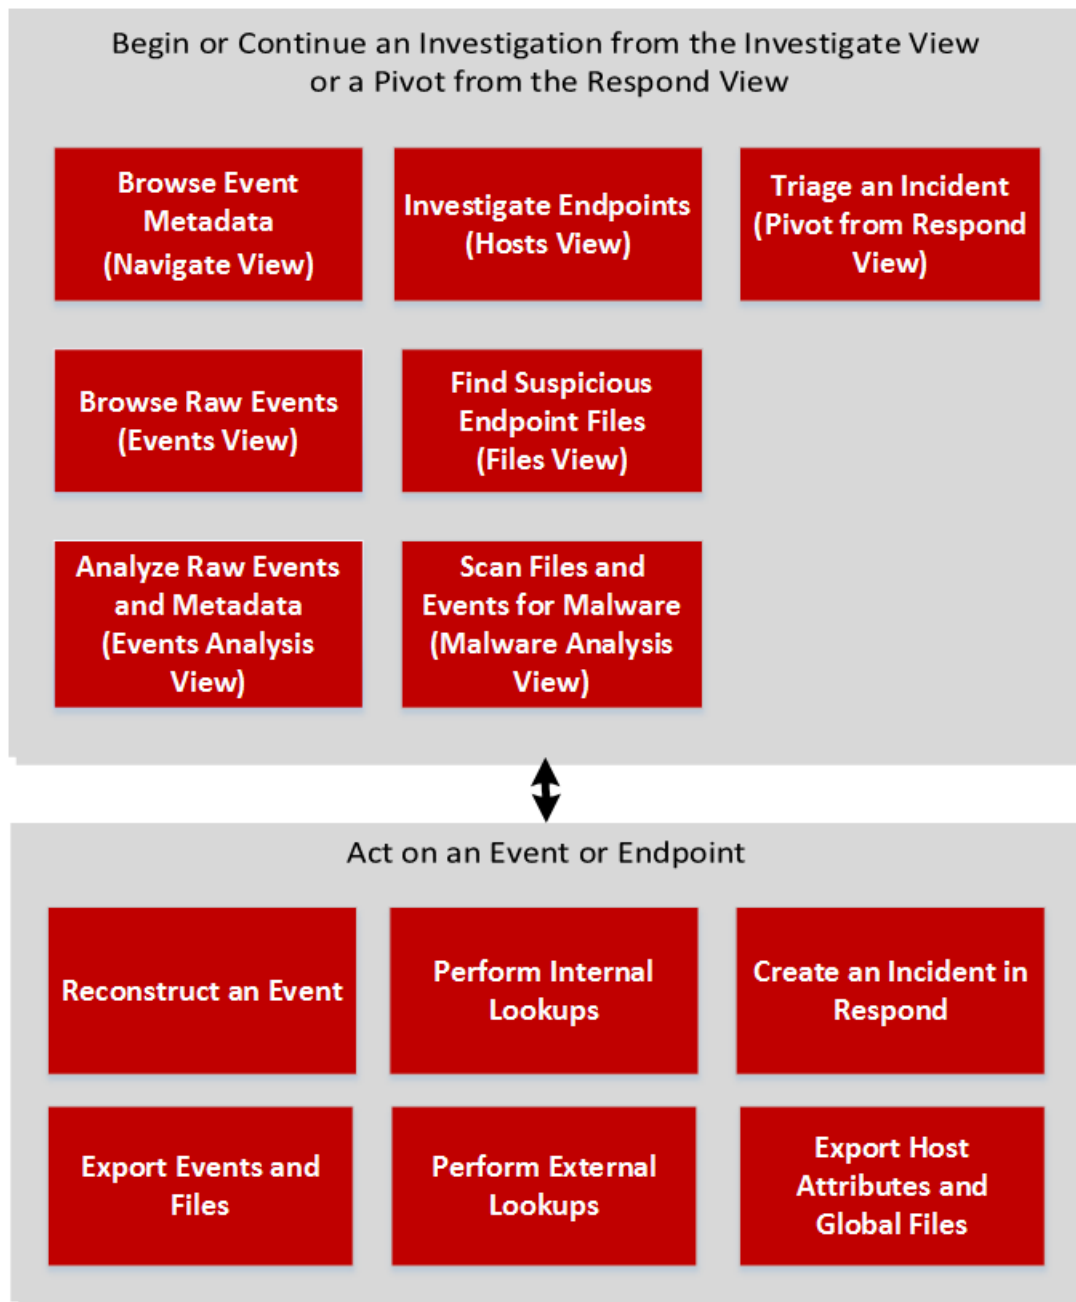 Begin or Continue an Investigation from the Investigate View
or a Pivot from the Respond View
Browse Event
Metadata
(Navigate View)
Investigate Endpoints
(Hosts View)
Triage an Incident
(Pivot from Respond
View)
Browse Raw Events
(Events View)
Find Suspicious
Endpoint Files
(Files View)
Analyze Raw Events
and Metadata
(Events Analysis
View)
Scan Files and
Events for Malware
(Malware Analysis
View)
Act on an Event or Endpoint
Reconstruct an Event
Perform Internal
Lookups
Create an Incident in
Respond
Export Events and
Files
Perform External
Lookups
Export Host
Attributes and
Global Files